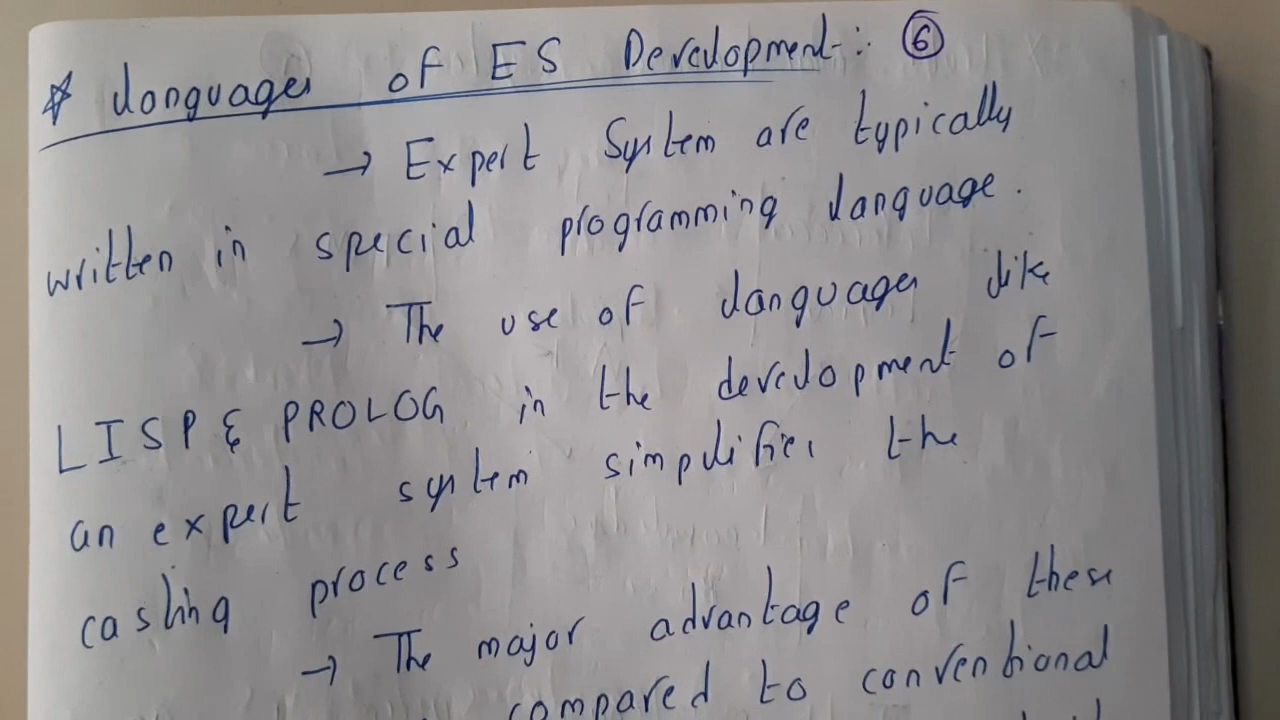 * Languages of ES Development :- 6
→ Expert System are typically
written in special programming language.
→ The use of languages like
LISP & PROLOG in the development of
an expert system simplifies the
casting process
→ The major advantage of these
compared to conventional